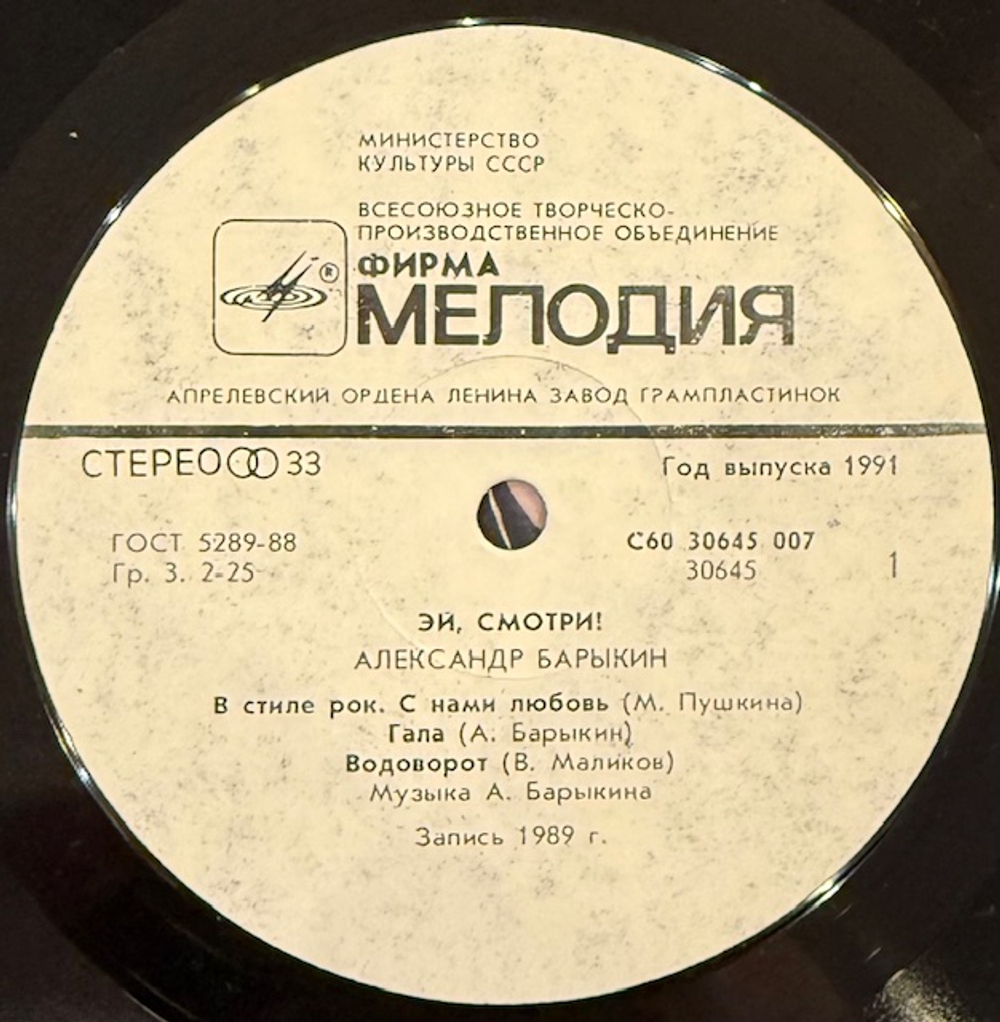 МИНИСТЕРСТВО
КУЛЬТУРЫ СССР
ВСЕСОЮЗНОЕ ТВОРЧЕСКО-
ПРОИЗВОДСТВЕННОЕ ОБЪЕДИНЕНИЕ
ФИРМА
®
МЕЛОДИЯ
АПРЕЛЕВСКИЙ ОРДЕНА ЛЕНИНА ЗАВОД ГРАМПЛАСТИНОК
СТЕРЕО 33
Год выпуска 1991
ГОСТ 5289-88
Гр. 3. 2-25
С60 30645 007
30645
1
ЭЙ, СМОТРИ!
АЛЕКСАНДР БАРЫКИН
В стиле рок. С нами любовь (М. Пушкина)
Гала (А. Барыкин)
Водоворот (В. Маликов)
Музыка А. Барыкина
Запись 1989 г.